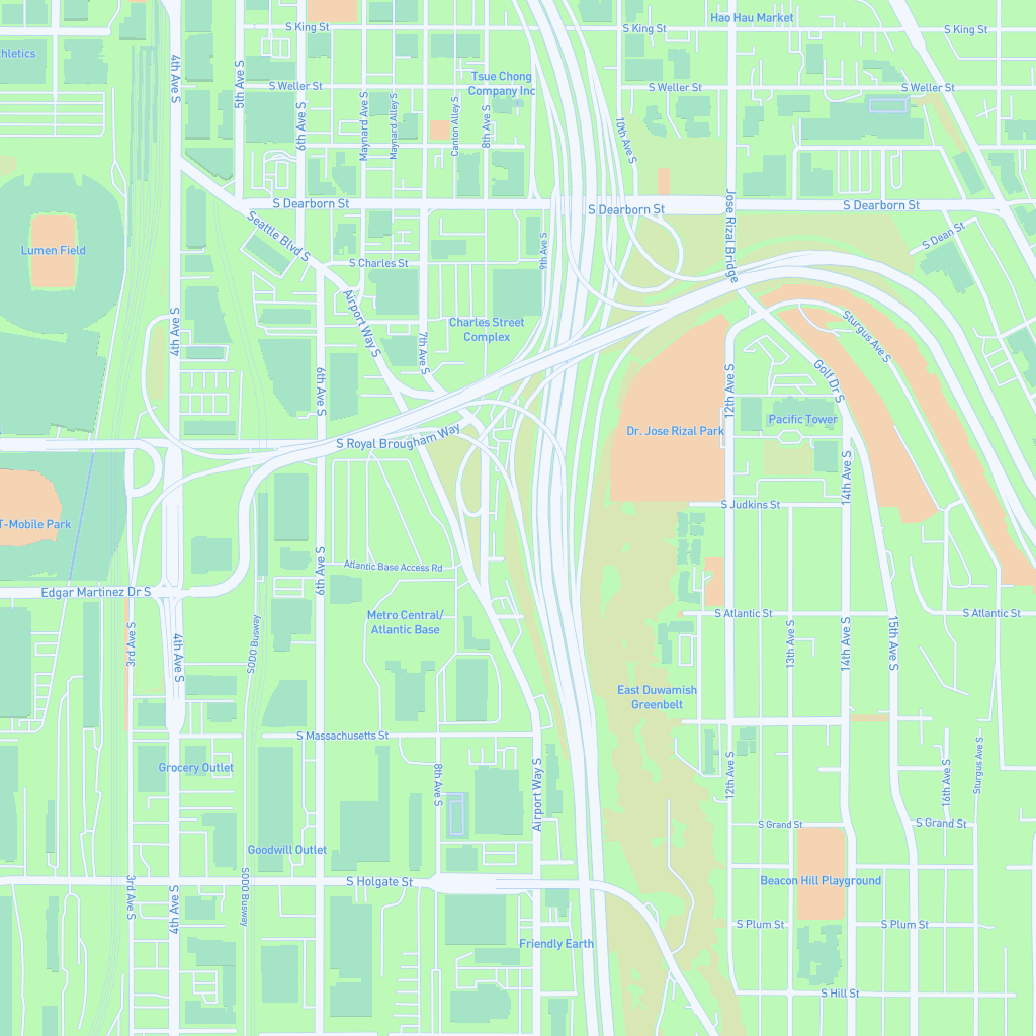 Hao Hau Market
S King St
S King St
S King St
thletics
4th Ave S
5th Ave S
6th Ave S
Tsue Chong
Company Inc
S Weller St
S Weller St
S Weller St
Maynard Ave S
Maynard Alley S
Canton Alley S
8th Ave S
10th Ave S
S Dearborn St
S Dearborn St
S Dearborn St
Jose Rizal Bridge
Seattle Blvd S
Lumen Field
S Dean St
9th Ave S
S Charles St
Airport Way S
4th Ave S
Charles Street
Complex
7th Ave S
Sturgus Ave S
Golf Dr S
6th Ave S
12th Ave S
Pacific Tower
Dr. Jose Rizal Park
S Royal Brougham Way
14th Ave S
S Judkins St
T-Mobile Park
6th Ave S
Atlantic Base Access Rd
Edgar Martinez Dr S
Metro Central/
Atlantic Base
S Atlantic St
S Atlantic St
3rd Ave S
4th Ave S
SODO Busway
13th Ave S
14th Ave S
15th Ave S
East Duwamish
Greenbelt
S Massachusetts St
Grocery Outlet
8th Ave S
Airport Way S
12th Ave S
16th Ave S
Sturgus Ave S
S Grand St
S Grand St
Goodwill Outlet
S Holgate St
Beacon Hill Playground
3rd Ave S
4th Ave S
SODO Busway
S Plum St
S Plum St
Friendly Earth
S Hill St